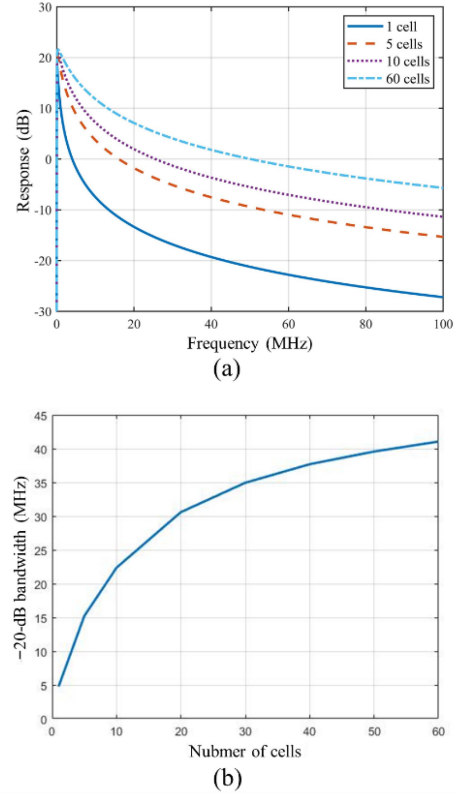 30
20
10
0
-10
-20
-30
Response (dB)
1 cell
5 cells
10 cells
60 cells
0 20 40 60 80 100
Frequency (MHz)
(a)
45
40
35
30
25
20
15
10
5
0
−20-dB bandwidth (MHz)
0 10 20 30 40 50 60
Nubmer of cells
(b)